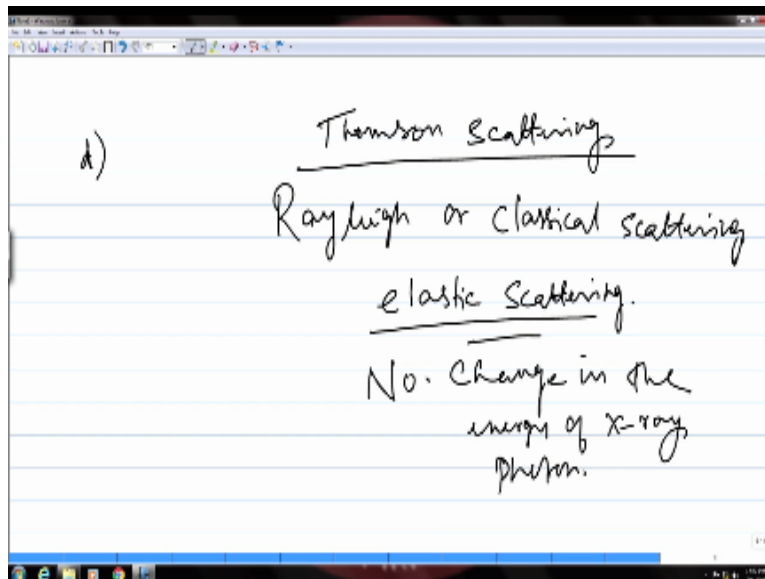 d)
Thomson Scattering
Rayleigh or Classical Scattering
elastic Scattering.
No. Change in the
energy of x-ray
photon.